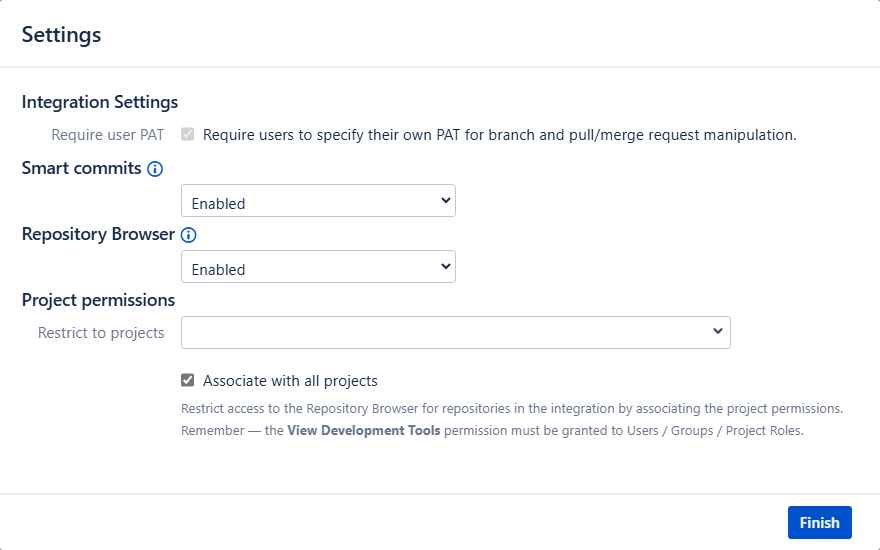 Settings
Integration Settings
Require user PAT Require users to specify their own PAT for branch and pull/merge request manipulation.
Smart commits
Enabled
Repository Browser
Enabled
Project permissions
Restrict to projects
Associate with all projects
Restrict access to the Repository Browser for repositories in the integration by associating the project permissions.
Remember — the View Development Tools permission must be granted to Users / Groups / Project Roles.
Finish